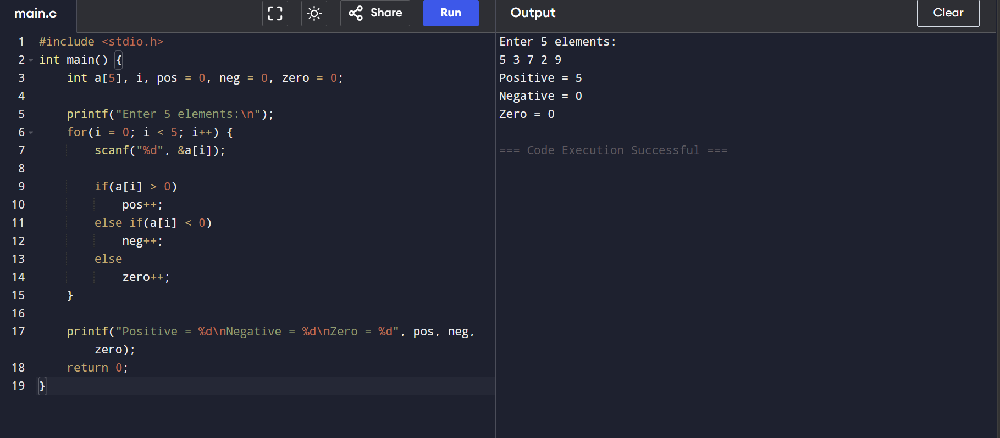 main.c
Share
Run
Output
Clear
1 #include <stdio.h>
2 int main() {
3     int a[5], i, pos = 0, neg = 0, zero = 0;
4
5     printf("Enter 5 elements:\n");
6     for(i = 0; i < 5; i++) {
7         scanf("%d", &a[i]);
8
9         if(a[i] > 0)
10             pos++;
11         else if(a[i] < 0)
12             neg++;
13         else
14             zero++;
15     }
16
17     printf("Positive = %d\nNegative = %d\nZero = %d", pos, neg,
        zero);
18     return 0;
19 }
Enter 5 elements:
5 3 7 2 9
Positive = 5
Negative = 0
Zero = 0

=== Code Execution Successful ===